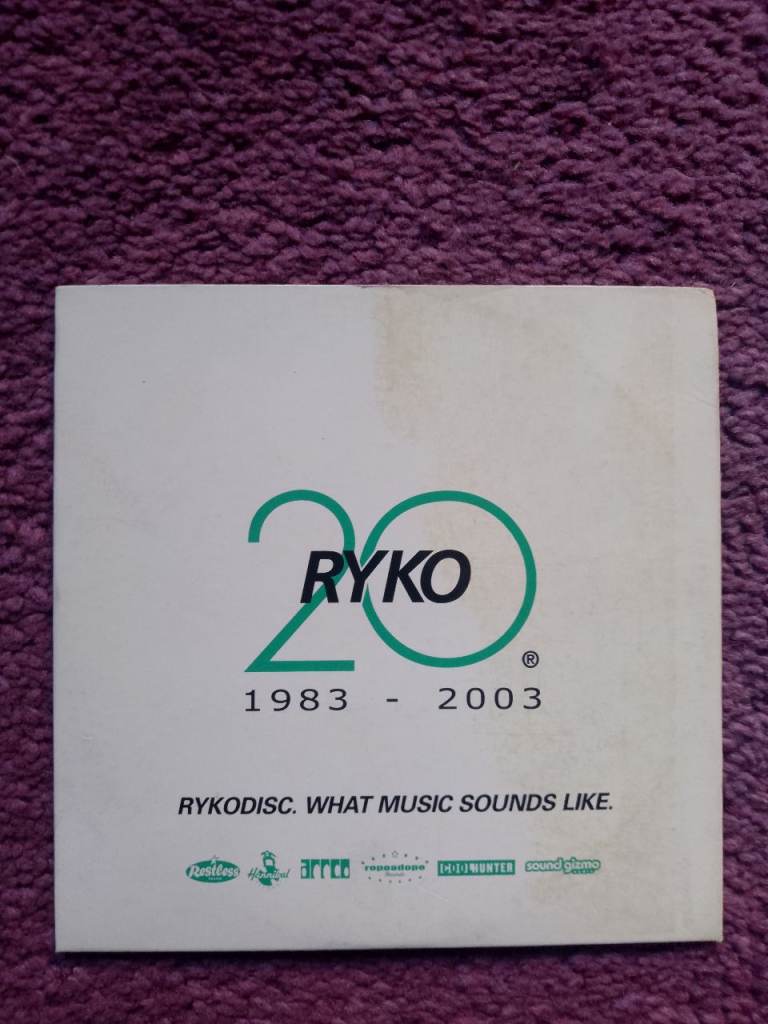 20
RYKO
®
1983 - 2003
RYKODISC. WHAT MUSIC SOUNDS LIKE.
Restless Hannibal ropeadope COOLHUNTER sound gizmo